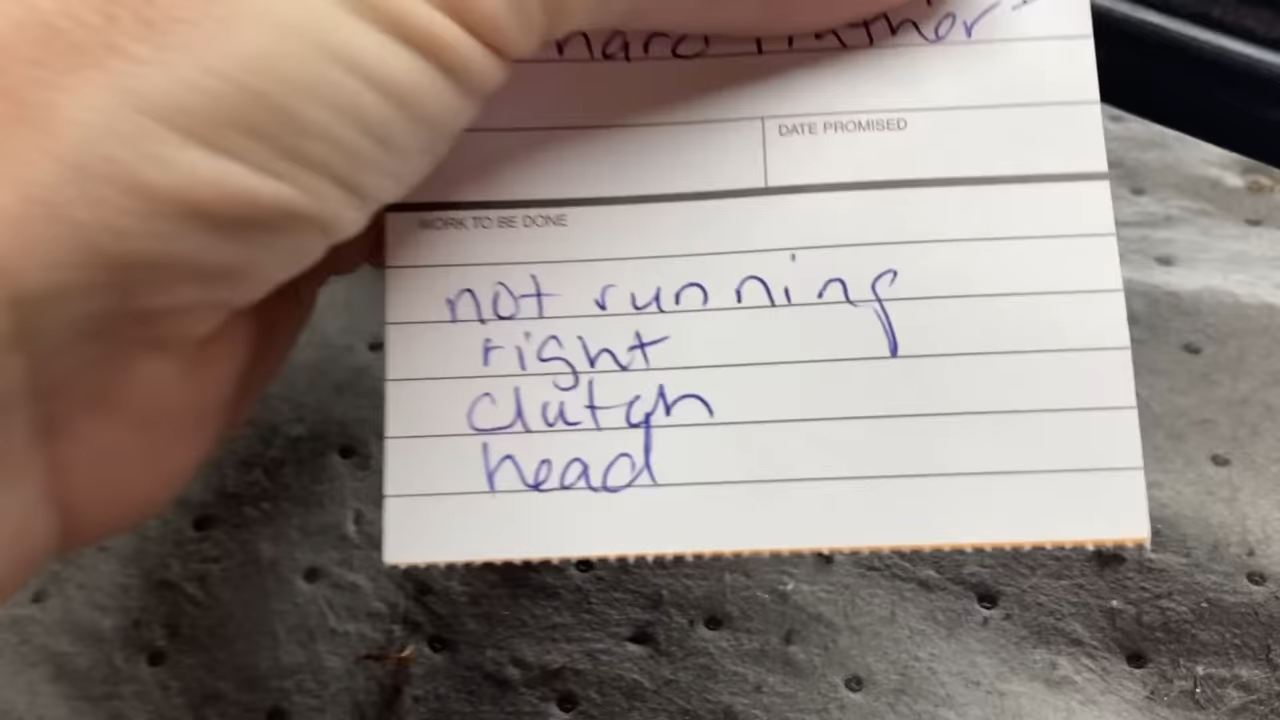 DATE PROMISED
WORK TO BE DONE
not running
right
clutch
head